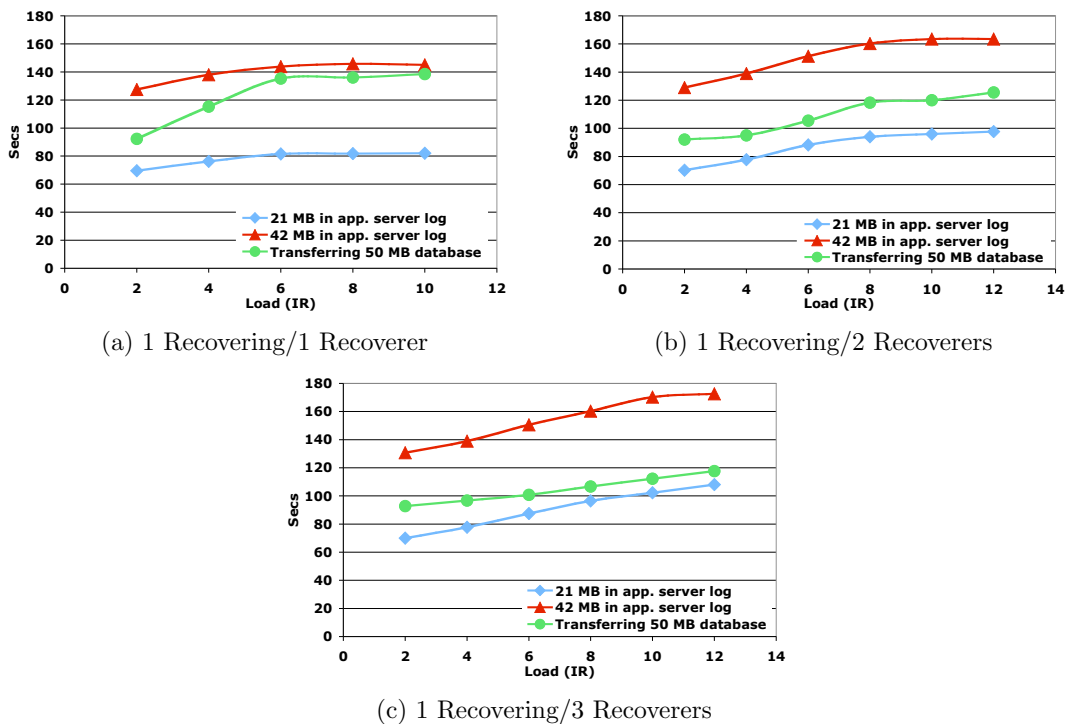 180
160
140
120
100
80
60
40
20
0
Secs
21 MB in app. server log
42 MB in app. server log
Transferring 50 MB database
0 2 4 6 8 10 12
Load (IR)
(a) 1 Recovering/1 Recoverer
180
160
140
120
100
80
60
40
20
0
Secs
21 MB in app. server log
42 MB in app. server log
Transferring 50 MB database
0 2 4 6 8 10 12 14
Load (IR)
(b) 1 Recovering/2 Recoverers
180
160
140
120
100
80
60
40
20
0
Secs
21 MB in app. server log
42 MB in app. server log
Transferring 50 MB database
0 2 4 6 8 10 12 14
Load (IR)
(c) 1 Recovering/3 Recoverers